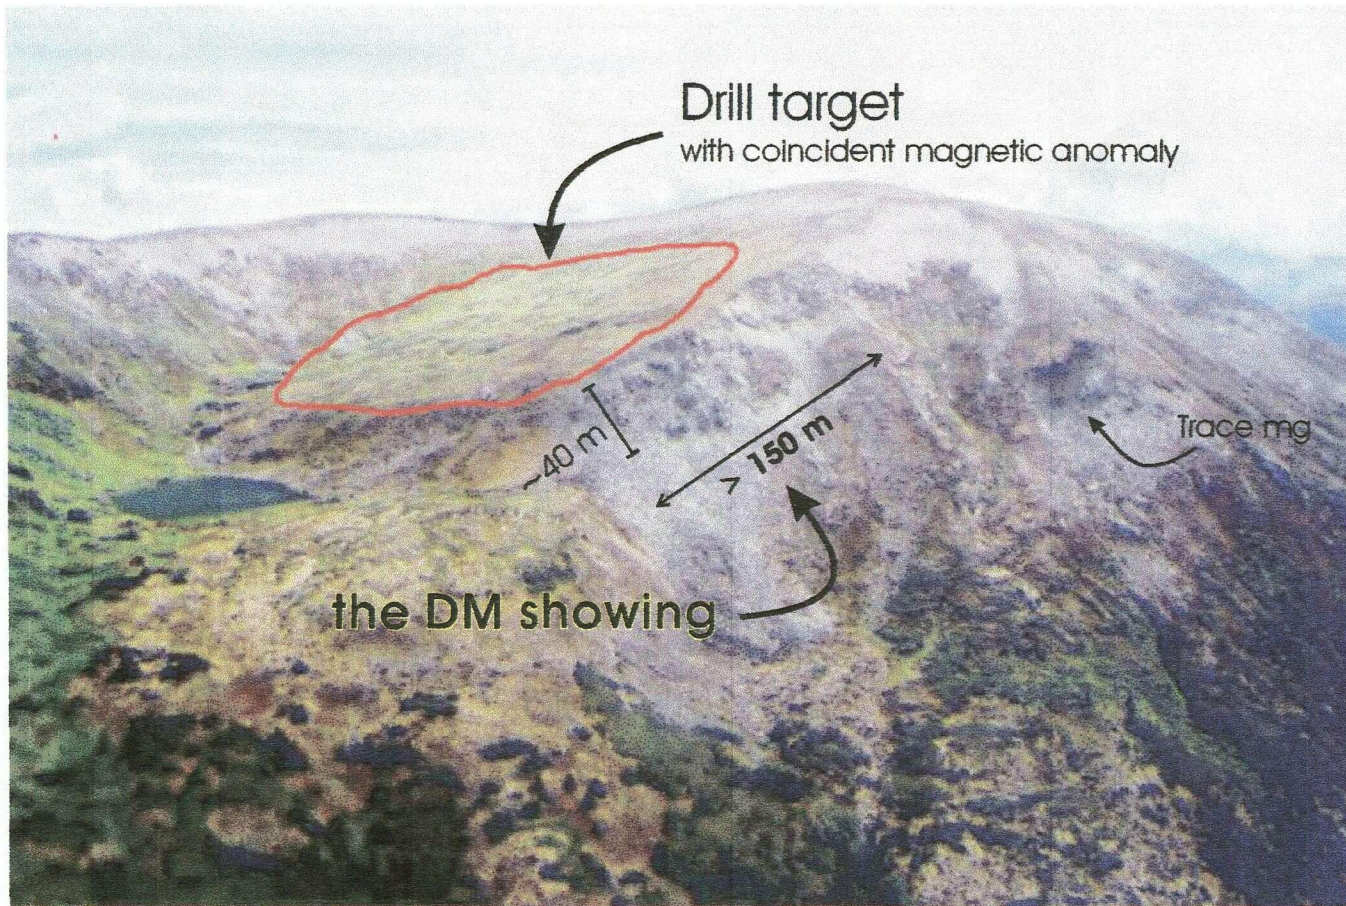 Drill target
with coincident magnetic anomaly
~40 m
> 150 m
Trace mg
the DM showing